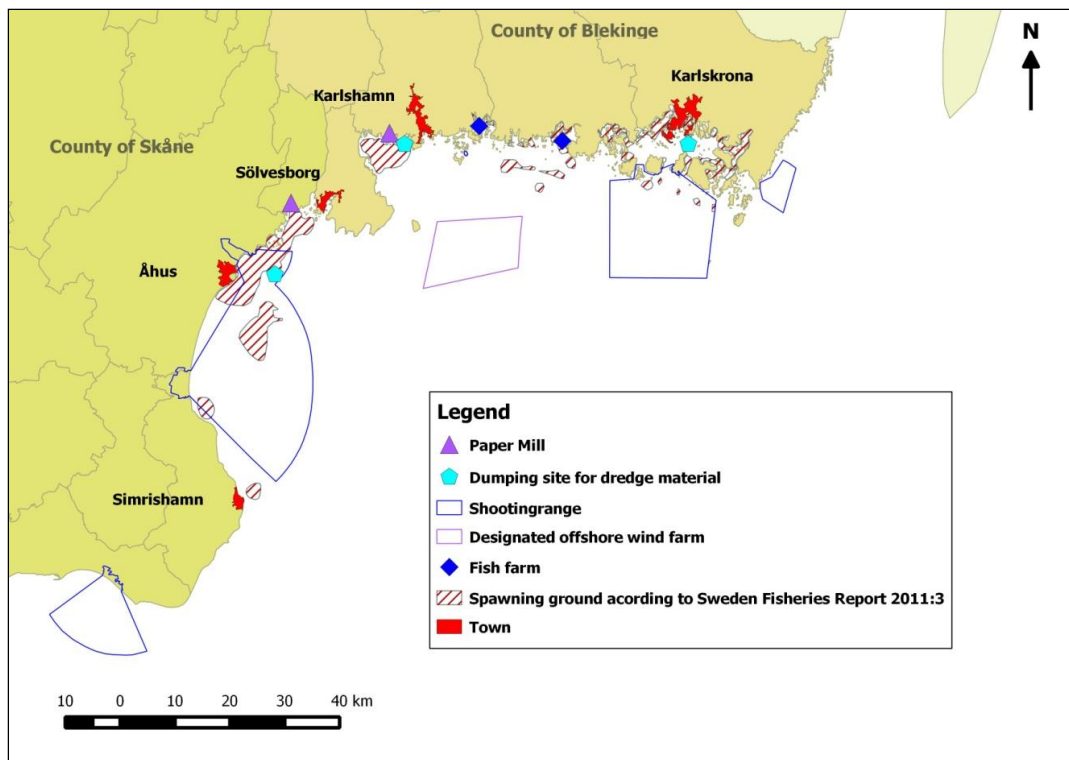 County of Blekinge
N
Karlskrona
Karlshamn
County of Skåne
Sölvesborg
Åhus
Simrishamn
Legend
Paper Mill
Dumping site for dredge material
Shootingrange
Designated offshore wind farm
Fish farm
Spawning ground acording to Sweden Fisheries Report 2011:3
Town
10 0 10 20 30 40 km